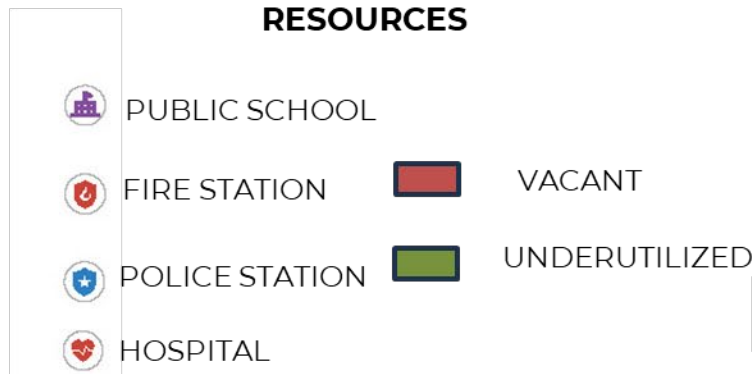 RESOURCES
PUBLIC SCHOOL
FIRE STATION
VACANT
POLICE STATION
UNDERUTILIZED
HOSPITAL